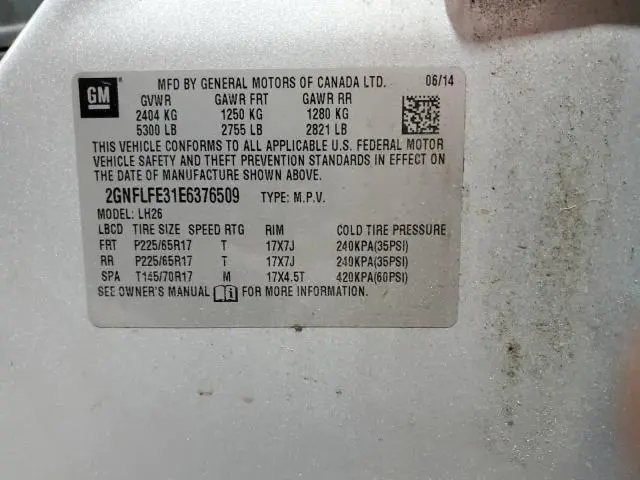 GM MFD BY GENERAL MOTORS OF CANADA LTD. 06/14
GVWR GAWR FRT GAWR RR
2404 KG 1250 KG 1280 KG
5300 LB 2755 LB 2821 LB
THIS VEHICLE CONFORMS TO ALL APPLICABLE U.S. FEDERAL MOTOR
VEHICLE SAFETY AND THEFT PREVENTION STANDARDS IN EFFECT ON
THE DATE OF MANUFACTURE SHOWN ABOVE.
2GNFLFE31E6376509 TYPE: M.P.V.
MODEL: LH26
LBCD TIRE SIZE SPEED RTG RIM COLD TIRE PRESSURE
FRT P225/65R17 T 17X7J 240KPA(35PSI)
RR P225/65R17 T 17X7J 240KPA(35PSI)
SPA T145/70R17 M 17X4.5T 420KPA(60PSI)
SEE OWNER'S MANUAL FOR MORE INFORMATION.